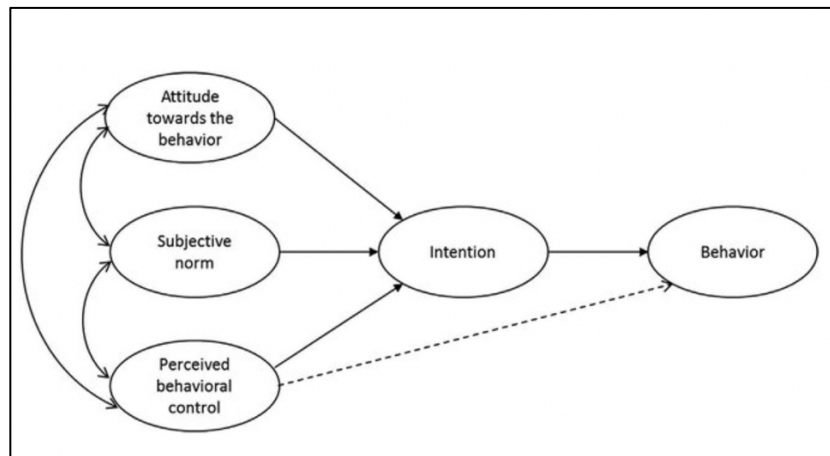 Attitude
towards the
behavior
Subjective
norm
Intention
Behavior
Perceived
behavioral
control